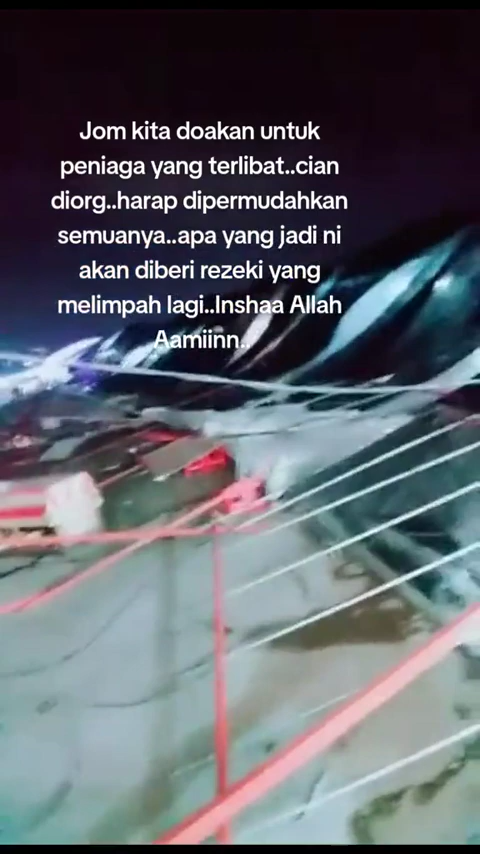 Jom kita doakan untuk
peniaga yang terlibat..cian
diorg..harap dipermudahkan
semuanya..apa yang jadi ni
akan diberi rezeki yang
melimpah lagi..Inshaa Allah
Aamiinn..